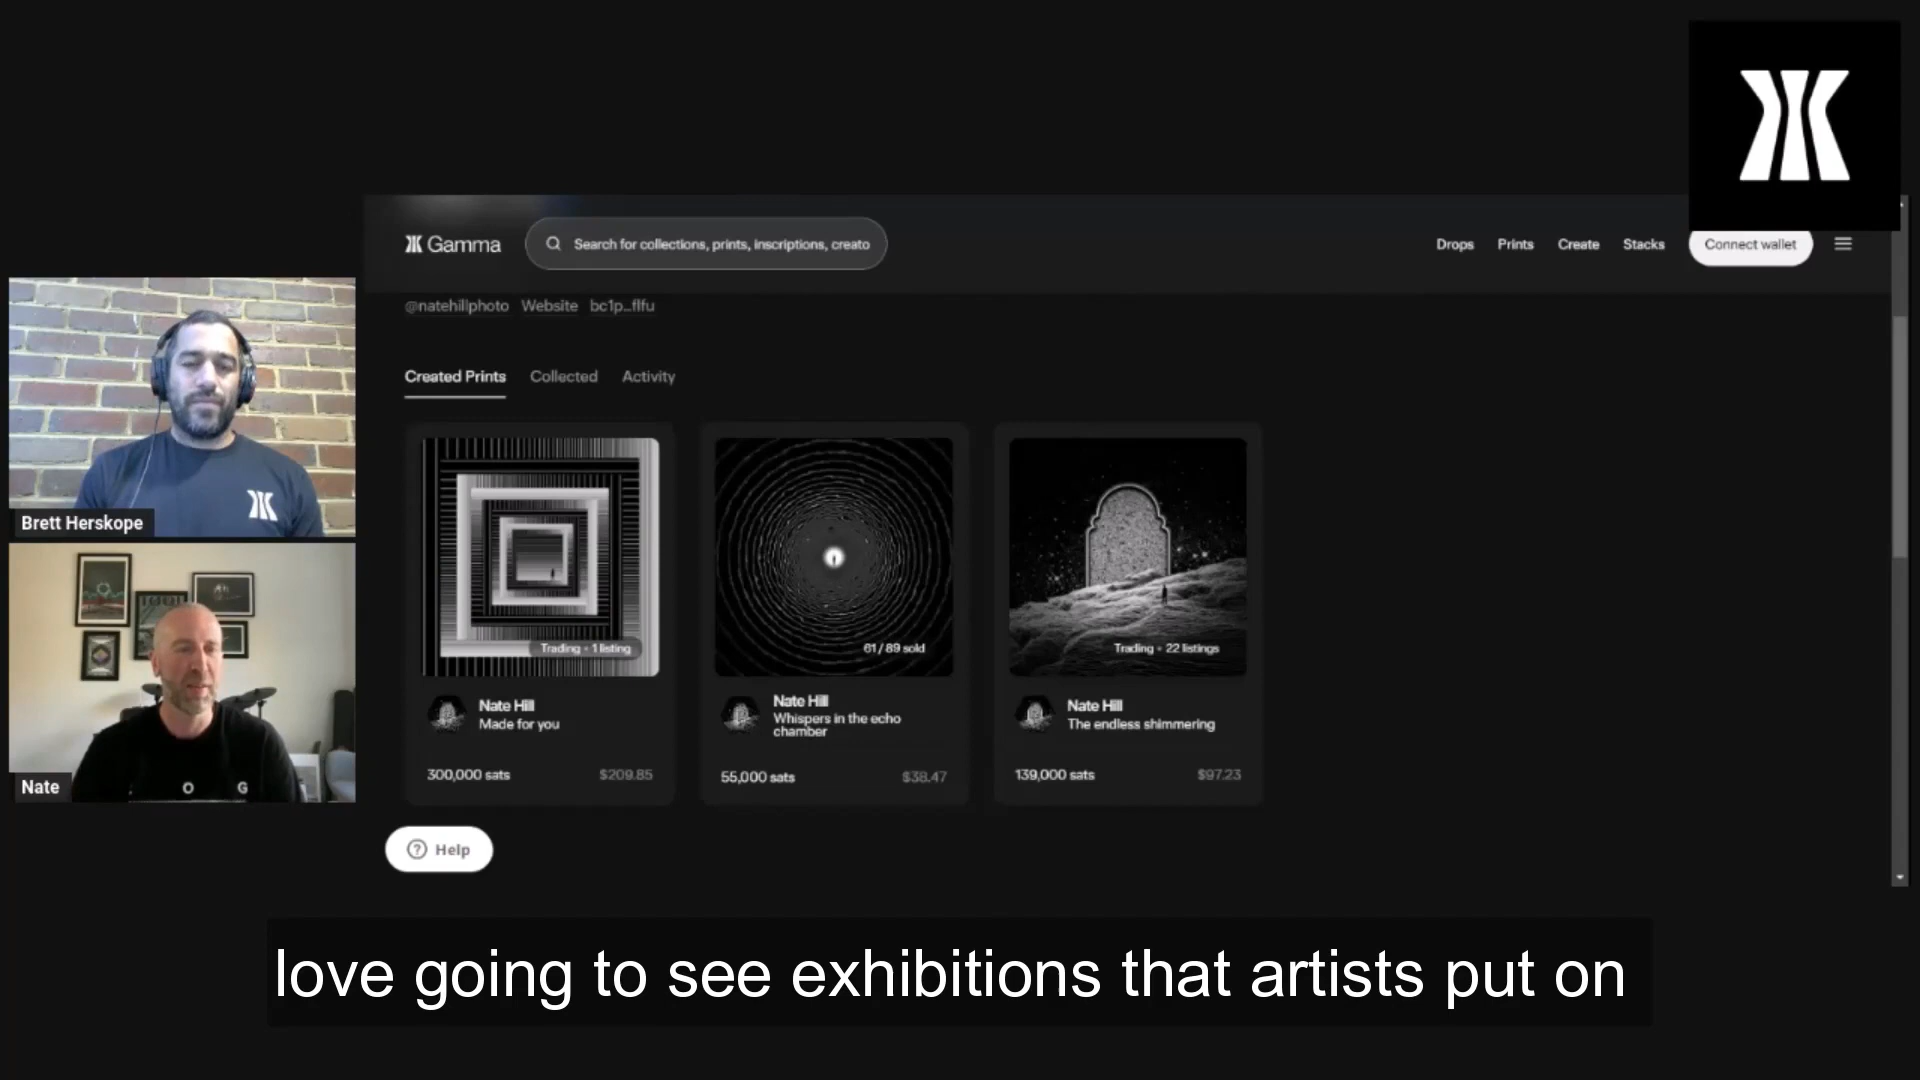 Gamma
Search for collections, prints, inscriptions, creato
Drops
Prints
Create
Stacks
Connect wallet
@natehillphoto
Website
bc1p...flfu
Created Prints
Collected
Activity
Trading • 1 listing
61 / 89 sold
Trading • 22 listings
Nate Hill
Made for you
Nate Hill
Whispers in the echo
chamber
Nate Hill
The endless shimmering
300,000 sats
$209.85
55,000 sats
$38.47
139,000 sats
$97.23
Help
Brett Herskope
O G
Nate
love going to see exhibitions that artists put on